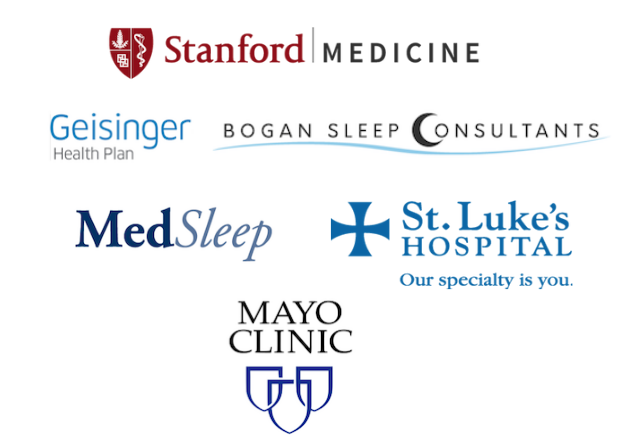 Stanford MEDICINE
Geisinger
Health Plan
BOGAN SLEEP CONSULTANTS
MedSleep
St. Luke's
HOSPITAL
Our specialty is you.
MAYO
CLINIC